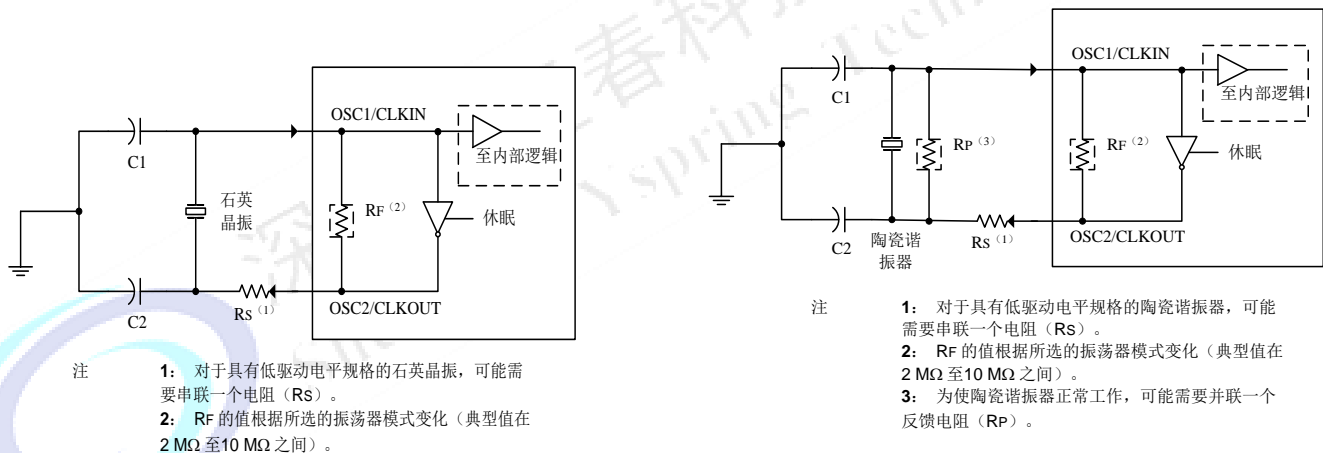 OSC1/CLKIN
至内部逻辑
C1
石英
晶振
RF（2）
休眠
C2
RS（1）
OSC2/CLKOUT
注
1： 对于具有低驱动电平规格的石英晶振，可能需
要串联一个电阻（RS）。
2： RF 的值根据所选的振荡器模式变化（典型值在
2 MΩ 至10 MΩ 之间）。
OSC1/CLKIN
至内部逻辑
C1
RP（3）
RF（2）
休眠
C2
陶瓷谐
振器
RS（1）
OSC2/CLKOUT
注
1： 对于具有低驱动电平规格的陶瓷谐振器，可能
需要串联一个电阻（RS）。
2： RF 的值根据所选的振荡器模式变化（典型值在
2 MΩ 至10 MΩ 之间）。
3： 为使陶瓷谐振器正常工作，可能需要并联一个
反馈电阻（RP）。
春科
Yspring